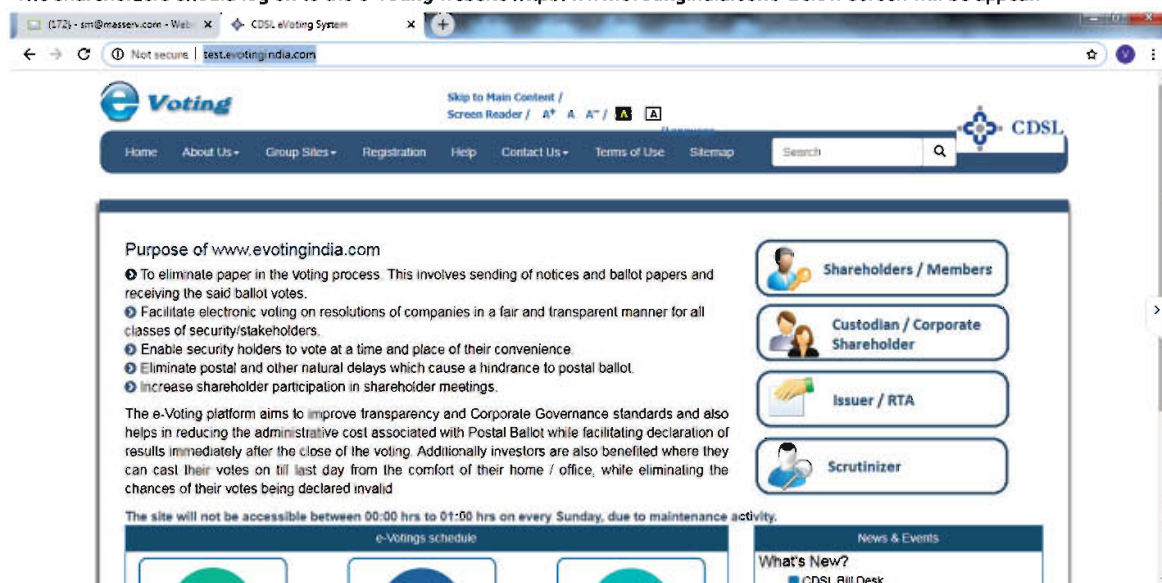 (172) - sm@masserv.com - Web
CDSL eVoting System
Not secure | test.evotingindia.com
V
e Voting
Skip to Main Content /
Screen Reader / A+ A A- / A A
CDSL
Home About Us Group Sites Registration Help Contact Us Terms of Use Sitemap Search
Purpose of www.evotingindia.com
To eliminate paper in the voting process. This involves sending of notices and ballot papers and
receiving the said ballot votes.
Facilitate electronic voting on resolutions of companies in a fair and transparent manner for all
classes of security/stakeholders.
Enable security holders to vote at a time and place of their convenience.
Eliminate postal and other natural delays which cause a hindrance to postal ballot.
Increase shareholder participation in shareholder meetings.
The e-Voting platform aims to improve transparency and Corporate Governance standards and also
helps in reducing the administrative cost associated with Postal Ballot while facilitating declaration of
results immediately after the close of the voting. Additionally investors are also benefited where they
can cast their votes on till last day from the comfort of their home / office, while eliminating the
chances of their votes being declared invalid
Shareholders / Members
Custodian / Corporate
Shareholder
Issuer / RTA
Scrutinizer
The site will not be accessible between 00:00 hrs to 01:00 hrs on every Sunday, due to maintenance activity.
e-Votings schedule
News & Events
What's New?
CDSL Bill Desk